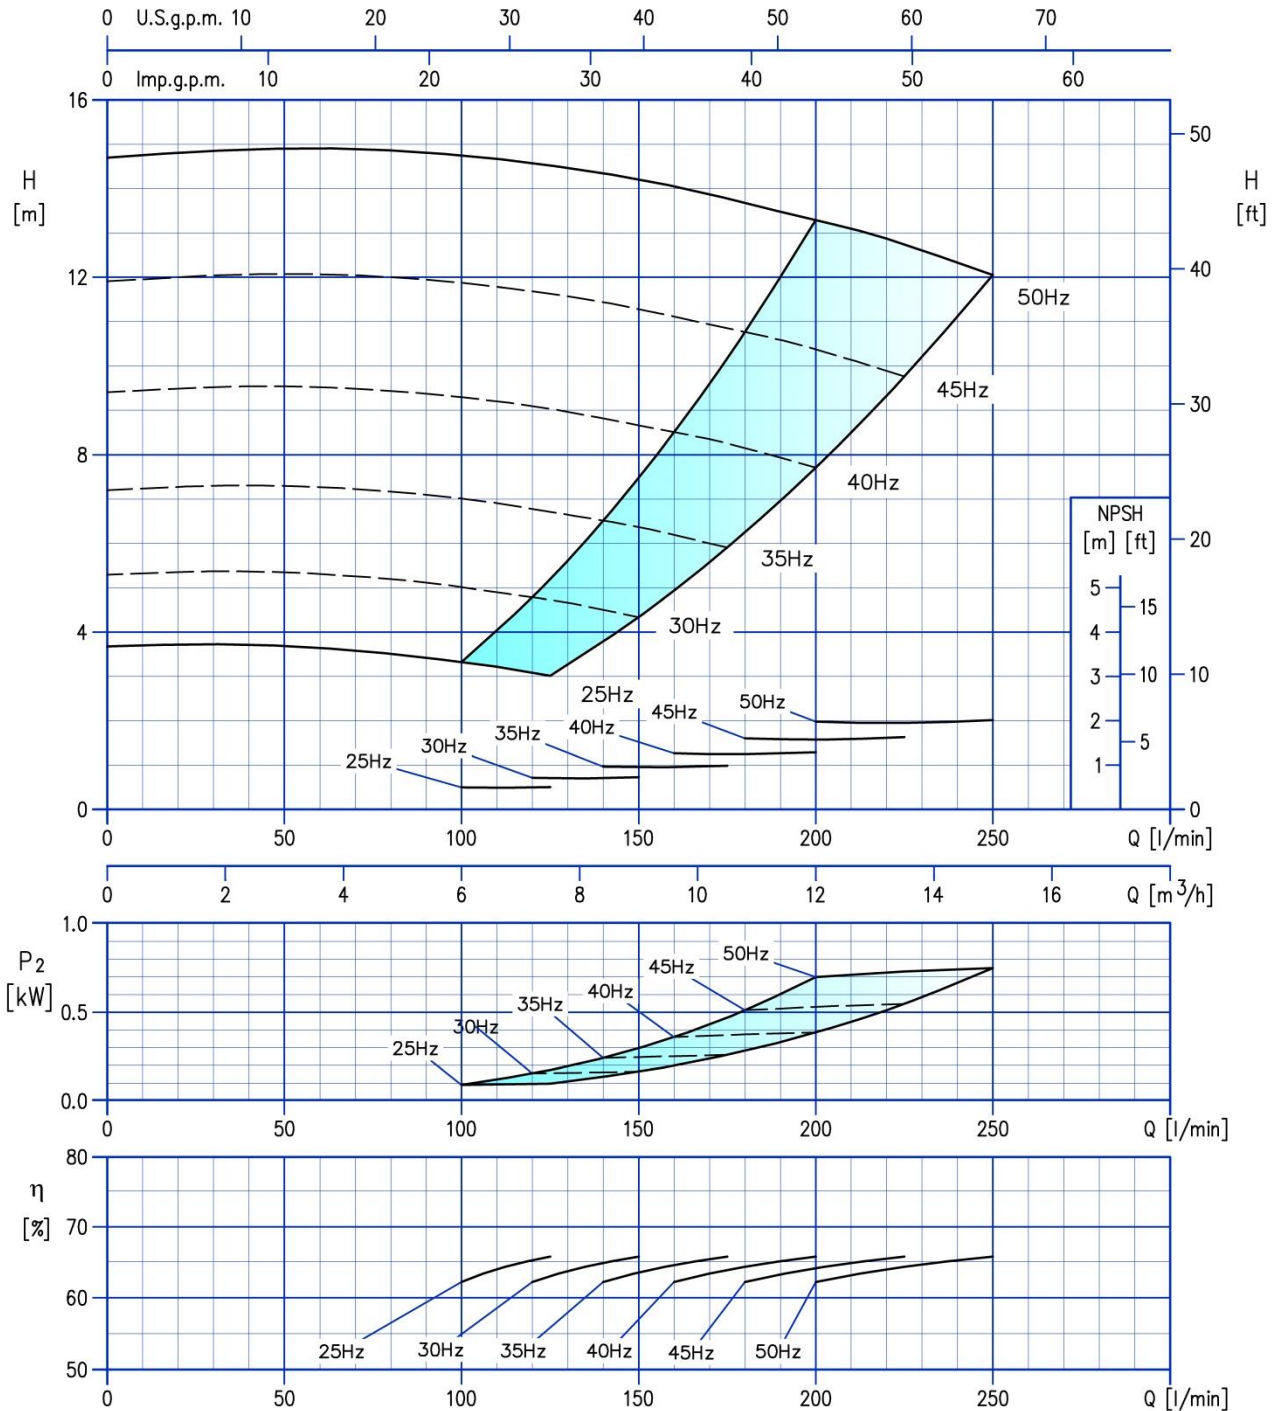 0 U.S.g.p.m. 10 20 30 40 50 60 70
0 Imp.g.p.m. 10 20 30 40 50 60
16
50
H
[m]
H
[ft]
12
40
50Hz
45Hz
30
8
40Hz
NPSH
[m] [ft]
20
35Hz
5
15
4
30Hz
4
3
10
10
25Hz
50Hz
45Hz
2
40Hz
35Hz
5
30Hz
25Hz
1
0
0
0 50 100 150 200 250 Q [l/min]
0 2 4 6 8 10 12 14 16 Q [m³/h]
1.0
P2
[kW]
50Hz
45Hz
40Hz
35Hz
0.5
30Hz
25Hz
0.0
0 50 100 150 200 250 Q [l/min]
80
η
[%]
70
60
25Hz 30Hz 35Hz 40Hz 45Hz 50Hz
50
0 50 100 150 200 250 Q [l/min]